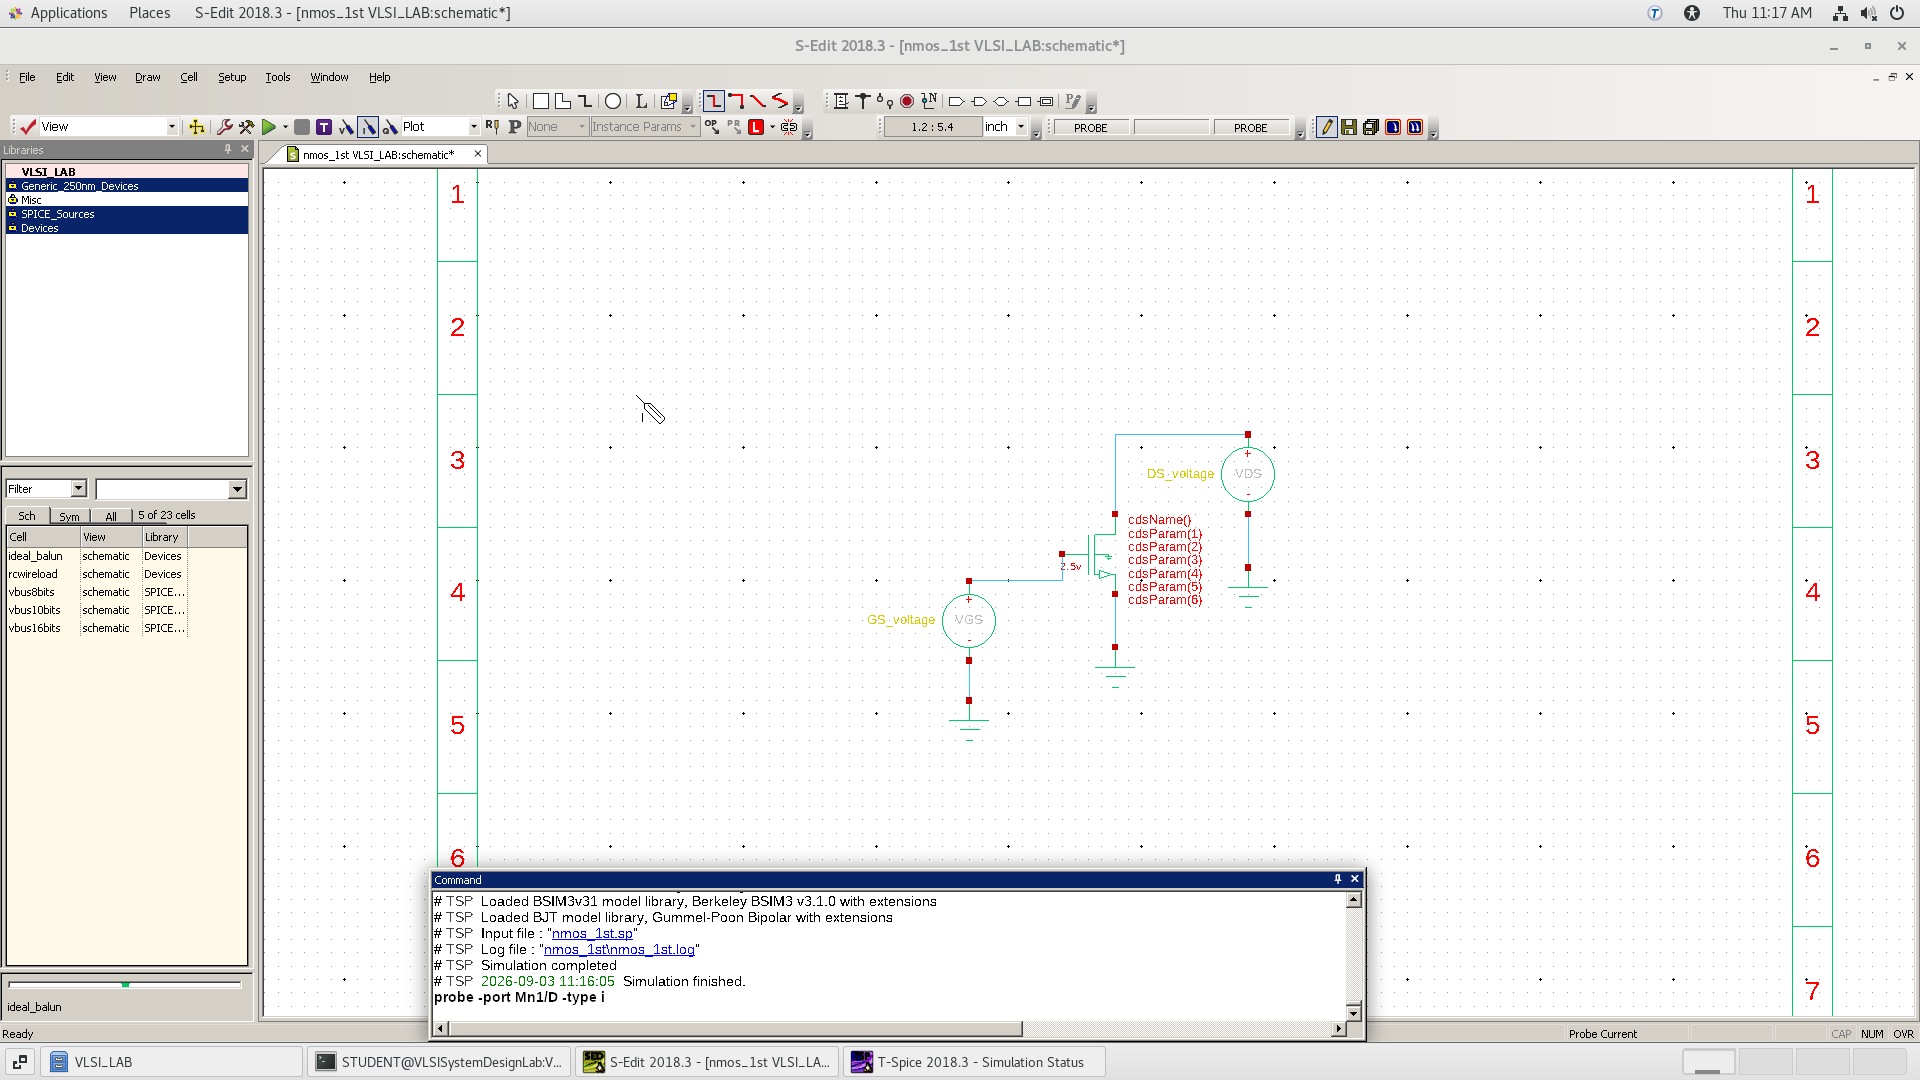 Applications Places S-Edit 2018.3 - [nmos_1st VLSI_LAB:schematic*] Thu 11:17 AM
S-Edit 2018.3 - [nmos_1st VLSI_LAB:schematic*]
File Edit View Draw Cell Setup Tools Window Help
View Plot None Instance Params 1.2 : 5.4 inch PROBE PROBE
Libraries
nmos_1st VLSI_LAB:schematic*
VLSI_LAB
Generic_250nm_Devices
Misc
SPICE_Sources
Devices
Filter
Sch Sym All 5 of 23 cells
Cell View Library
ideal_balun schematic Devices
rcwireload schematic Devices
vbus8bits schematic SPICE...
vbus10bits schematic SPICE...
vbus16bits schematic SPICE...
ideal_balun
1 1
2 2
3 3
4 4
5 5
6 6
7
DS_voltage VDS
+
-
cdsName()
cdsParam(1)
cdsParam(2)
cdsParam(3)
cdsParam(4)
cdsParam(5)
cdsParam(6)
2.5v
GS_voltage VGS
+
-
Command
# TSP Loaded BSIM3v31 model library, Berkeley BSIM3 v3.1.0 with extensions
# TSP Loaded BJT model library, Gummel-Poon Bipolar with extensions
# TSP Input file : "nmos_1st.sp"
# TSP Log file : "nmos_1st\nmos_1st.log"
# TSP Simulation completed
# TSP 2026-09-03 11:16:05 Simulation finished.
probe -port Mn1/D -type i
Ready Probe Current CAP NUM OVR
VLSI_LAB STUDENT@VLSISystemDesignLab:V... S-Edit 2018.3 - [nmos_1st VLSI_LA... T-Spice 2018.3 - Simulation Status